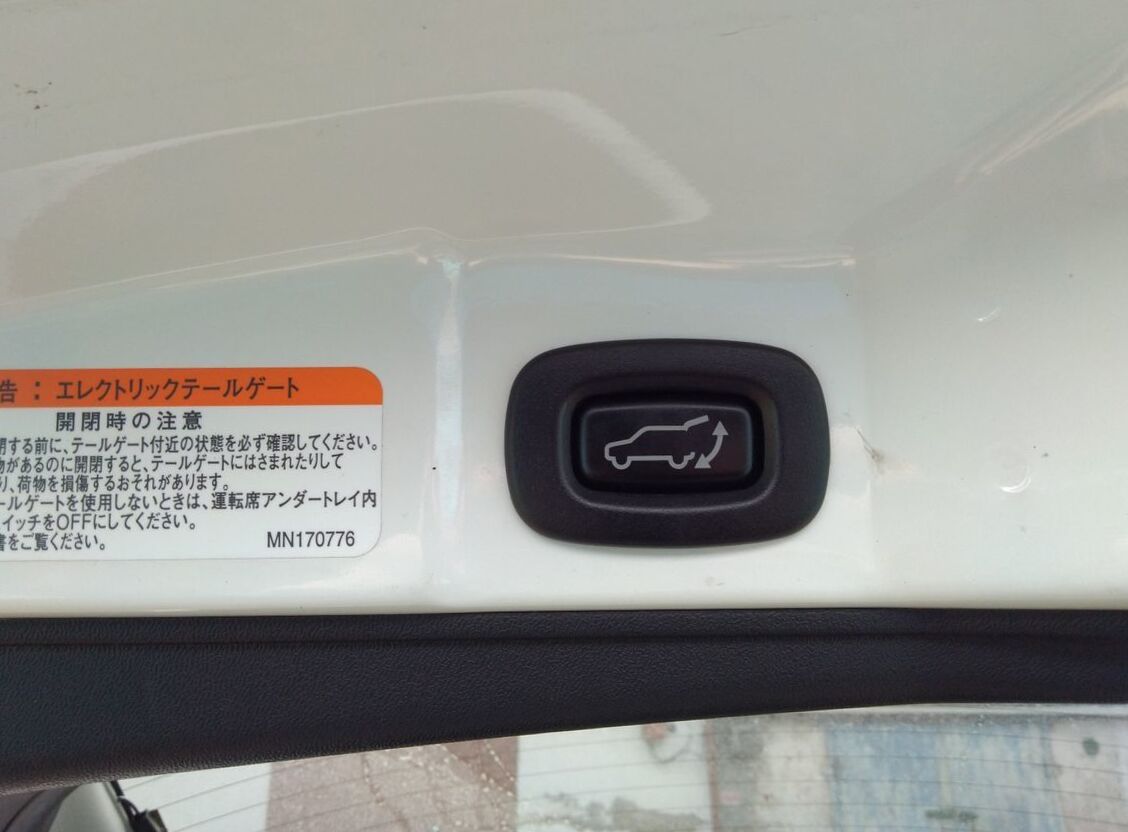 告：エレクトリックテールゲート
開閉時の注意
閉する前に、テールゲート付近の状態を必ず確認してください。
物があるのに開閉すると、テールゲートにはさまれたりして
り、荷物を損傷するおそれがあります。
ールゲートを使用しないときは、運転席アンダートレイ内
スイッチをOFFにしてください。
書をご覧ください。
MN170776